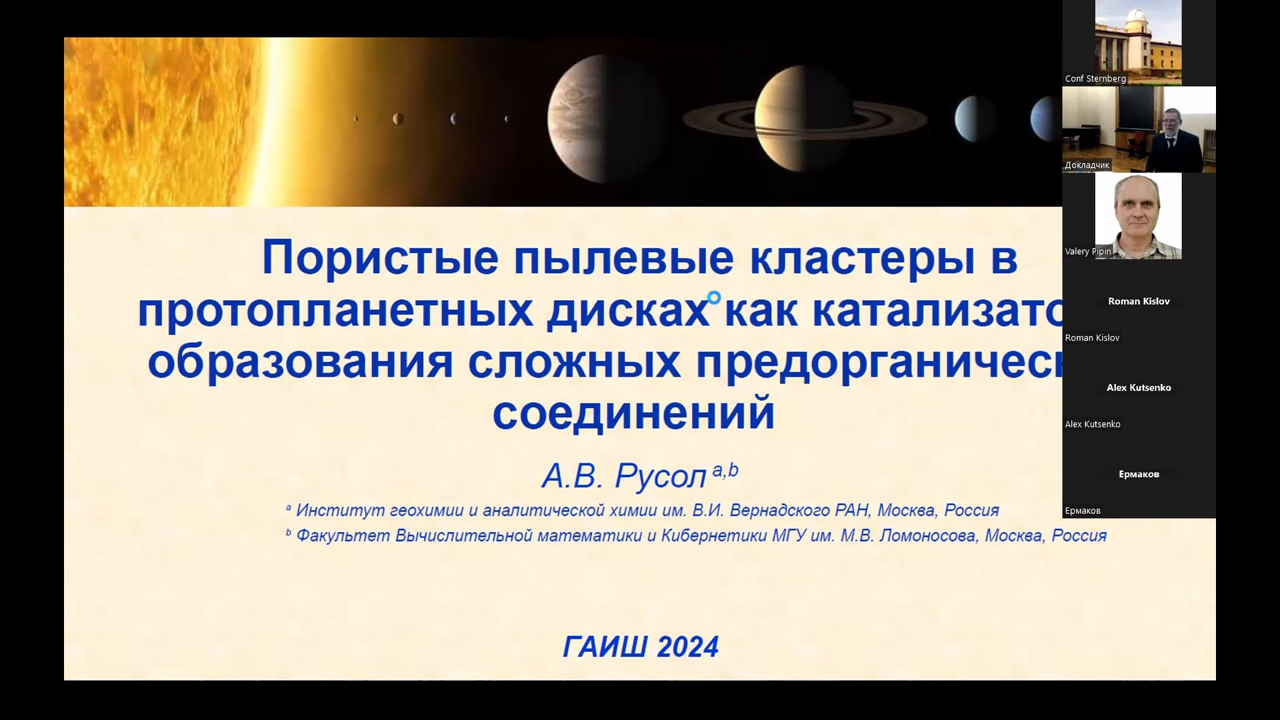 Пористые пылевые кластеры в
протопланетных дисках как катализато
образования сложных предорганическ
соединений
А.В. Русол a,b
a Институт геохимии и аналитической химии им. В.И. Вернадского РАН, Москва, Россия
b Факультет Вычислительной математики и Кибернетики МГУ им. М.В. Ломоносова, Москва, Россия
ГАИШ 2024
Conf Sternberg
Докладчик
Valery Pipin
Roman Kislov
Roman Kislov
Alex Kutsenko
Alex Kutsenko
Ермаков
Ермаков